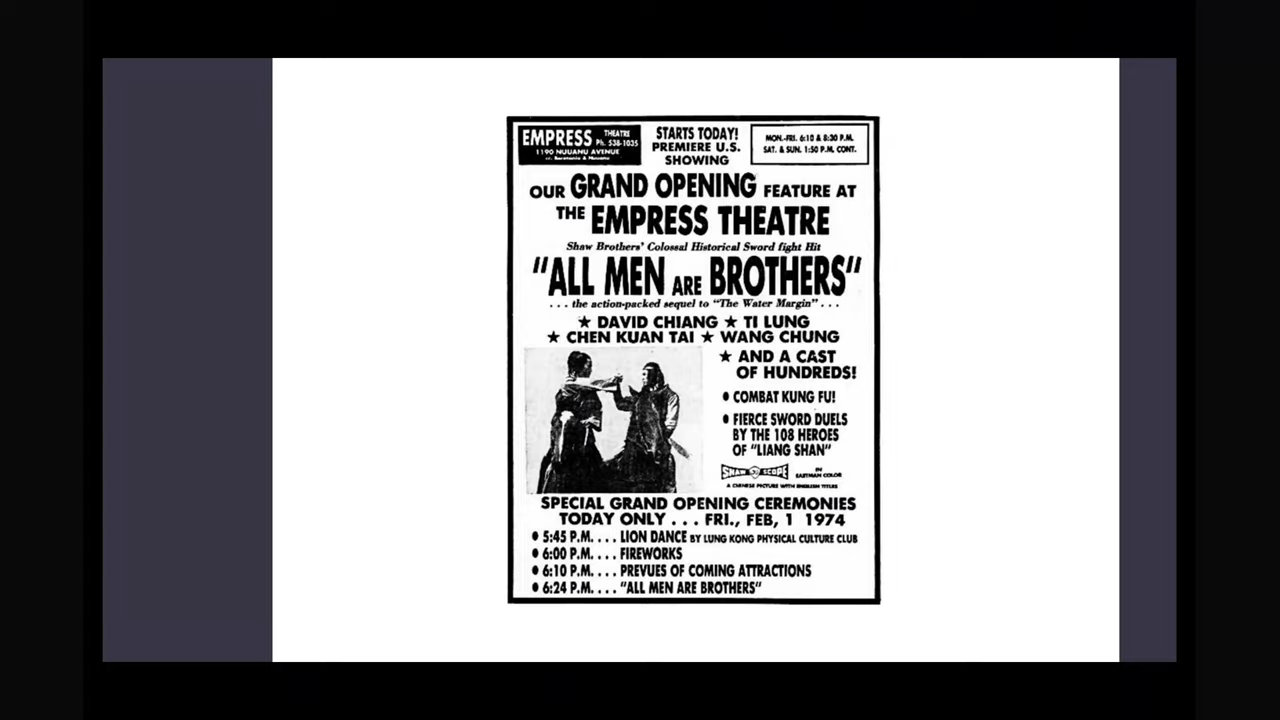 EMPRESS THEATRE
Ph. 538-1035
1190 NUUANU AVENUE
cr. Beretania & Nuuanu
STARTS TODAY!
PREMIERE U.S.
SHOWING
MON.-FRI. 6:10 & 8:30 P.M.
SAT. & SUN. 1:50 P.M. CONT.
OUR GRAND OPENING FEATURE AT
THE EMPRESS THEATRE
Shaw Brothers' Colossal Historical Sword fight Hit
"ALL MEN ARE BROTHERS"
. . . the action-packed sequel to "The Water Margin" . . .
★ DAVID CHIANG ★ TI LUNG
★ CHEN KUAN TAI ★ WANG CHUNG
★ AND A CAST
OF HUNDREDS!
● COMBAT KUNG FU!
● FIERCE SWORD DUELS
BY THE 108 HEROES
OF "LIANG SHAN"
SHAW SCOPE
IN
EASTMAN COLOR
A CHINESE PICTURE WITH ENGLISH TITLES
SPECIAL GRAND OPENING CEREMONIES
TODAY ONLY . . . FRI., FEB, 1 1974
● 5:45 P.M. . . . LION DANCE BY LUNG KONG PHYSICAL CULTURE CLUB
● 6:00 P.M. . . . FIREWORKS
● 6:10 P.M. . . . PREVUES OF COMING ATTRACTIONS
● 6:24 P.M. . . . "ALL MEN ARE BROTHERS"